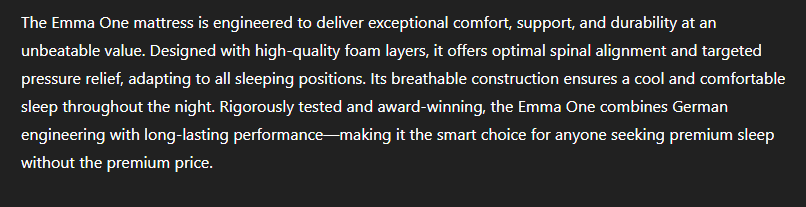 The Emma One mattress is engineered to deliver exceptional comfort, support, and durability at an
unbeatable value. Designed with high-quality foam layers, it offers optimal spinal alignment and targeted
pressure relief, adapting to all sleeping positions. Its breathable construction ensures a cool and comfortable
sleep throughout the night. Rigorously tested and award-winning, the Emma One combines German
engineering with long-lasting performance—making it the smart choice for anyone seeking premium sleep
without the premium price.